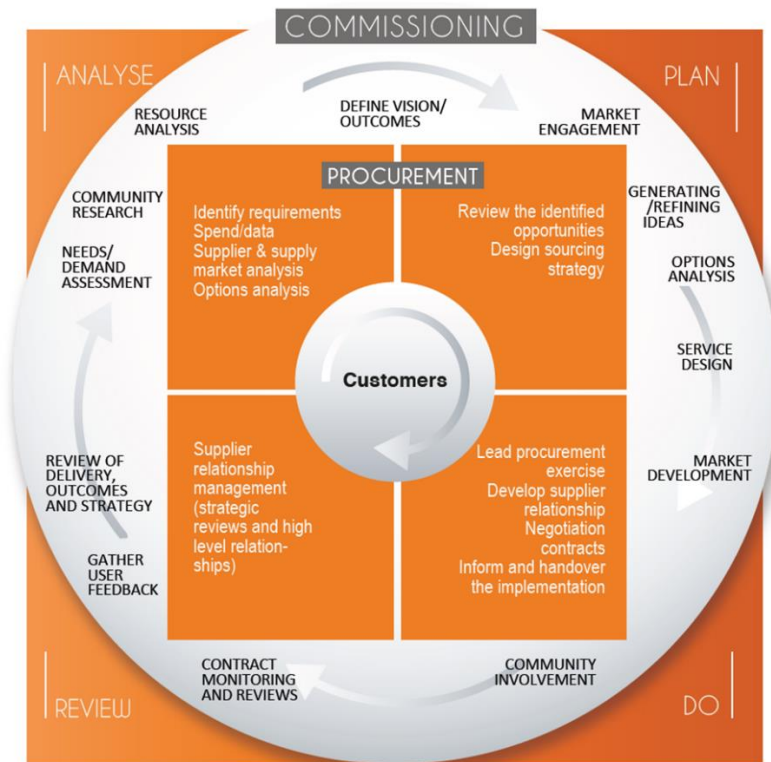 COMMISSIONING
ANALYSE
PLAN
RESOURCE
ANALYSIS
DEFINE VISION/
OUTCOMES
MARKET
ENGAGEMENT
COMMUNITY
RESEARCH
NEEDS/
DEMAND
ASSESSMENT
GENERATING
/REFINING
IDEAS
OPTIONS
ANALYSIS
SERVICE
DESIGN
MARKET
DEVELOPMENT
PROCUREMENT
Identify requirements
Spend/data
Supplier & supply
market analysis
Options analysis
Review the identified
opportunities
Design sourcing
strategy
Customers
Supplier
relationship
management
(strategic
reviews and high
level relation-
ships)
Lead procurement
exercise
Develop supplier
relationship
Negotiation
contracts
Inform and handover
the implementation
REVIEW OF
DELIVERY,
OUTCOMES
AND STRATEGY
GATHER
USER
FEEDBACK
CONTRACT
MONITORING
AND REVIEWS
COMMUNITY
INVOLVEMENT
REVIEW
DO